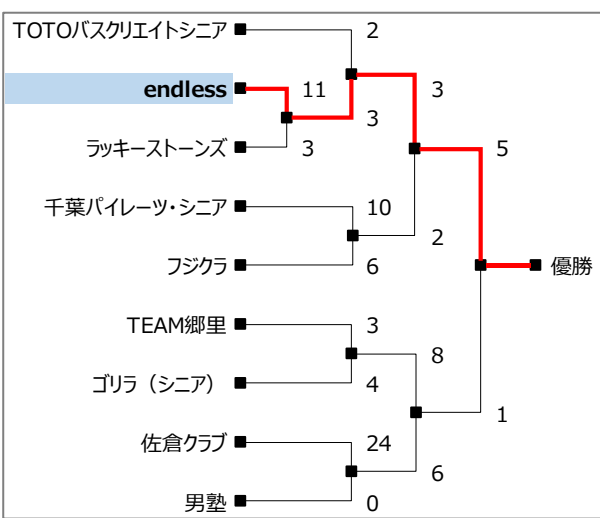 TOTOバスクリエイトシニア 2
endless 11 3
3
ラッキーストーンズ 3
5
千葉パイレーツ・シニア 10
2
フジクラ 6
優勝
TEAM郷里 3
8
ゴリラ（シニア） 4
1
佐倉クラブ 24
6
男塾 0